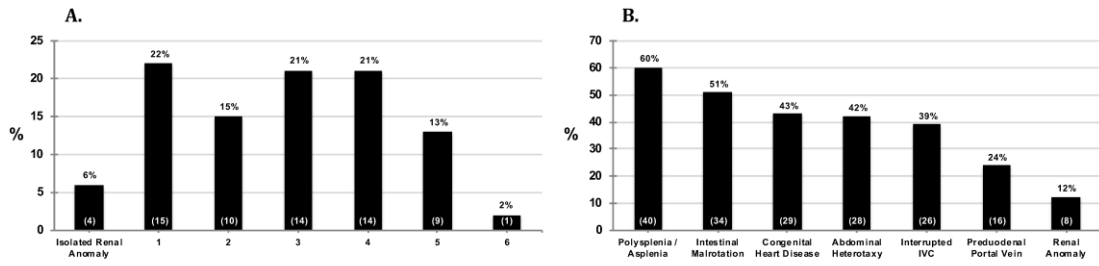 A.
25
20
15
10
5
0
%
6%
22%
15%
21%
21%
13%
2%
(4)
(15)
(10)
(14)
(14)
(9)
(1)
Isolated Renal
Anomaly
1
2
3
4
5
6
B.
70
60
50
40
30
20
10
0
%
60%
51%
43%
42%
39%
24%
12%
(40)
(34)
(29)
(28)
(26)
(16)
(8)
Polysplenia /
Asplenia
Intestinal
Malrotation
Congenital
Heart Disease
Abdominal
Heterotaxy
Interrupted
IVC
Preduodenal
Portal Vein
Renal
Anomaly